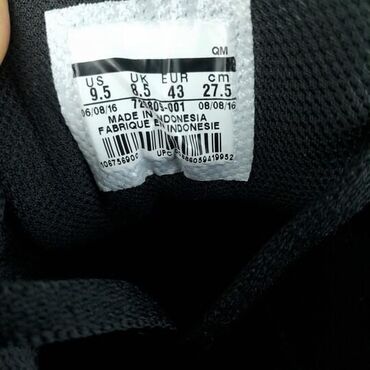 QM
US UK EUR cm
9.5 8.5 43 27.5
06/08/16 08/08/16
MADE IN INDONESIA
FABRIQUE EN INDONESIE
UPC